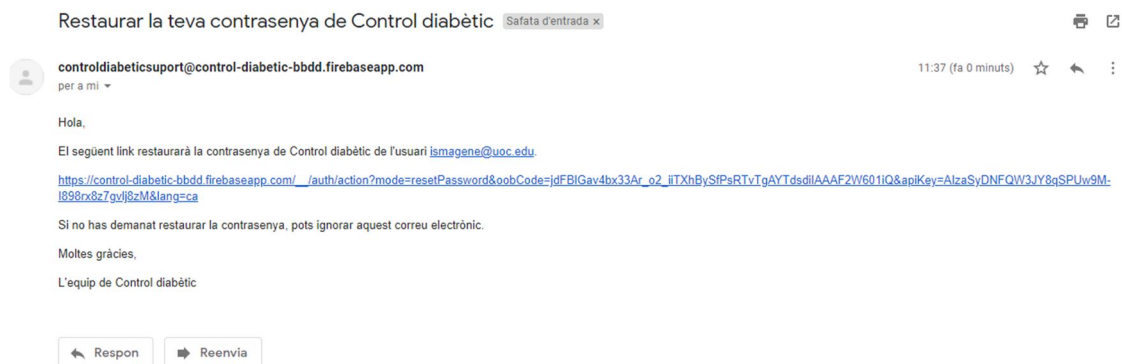 Restaurar la teva contrasenya de Control diabètic Safata d'entrada x
controldiabeticsuport@control-diabetic-bbdd.firebaseapp.com 11:37 (fa 0 minuts)
per a mi
Hola,
El següent link restaurarà la contrasenya de Control diabètic de l'usuari ismagene@uoc.edu.
https://control-diabetic-bbdd.firebaseapp.com/__/auth/action?mode=resetPassword&oobCode=jdFBIGav4bx33Ar_o2_iiTXhBySfPsRTvTgAYTdsdiIAAAF2W601iQ&apiKey=AIzaSyDNFQW3JY8qSPUw9M-
I898rx8z7gvlj8zM&lang=ca
Si no has demanat restaurar la contrasenya, pots ignorar aquest correu electrònic.
Moltes gràcies,
L'equip de Control diabètic
Respon Reenvia